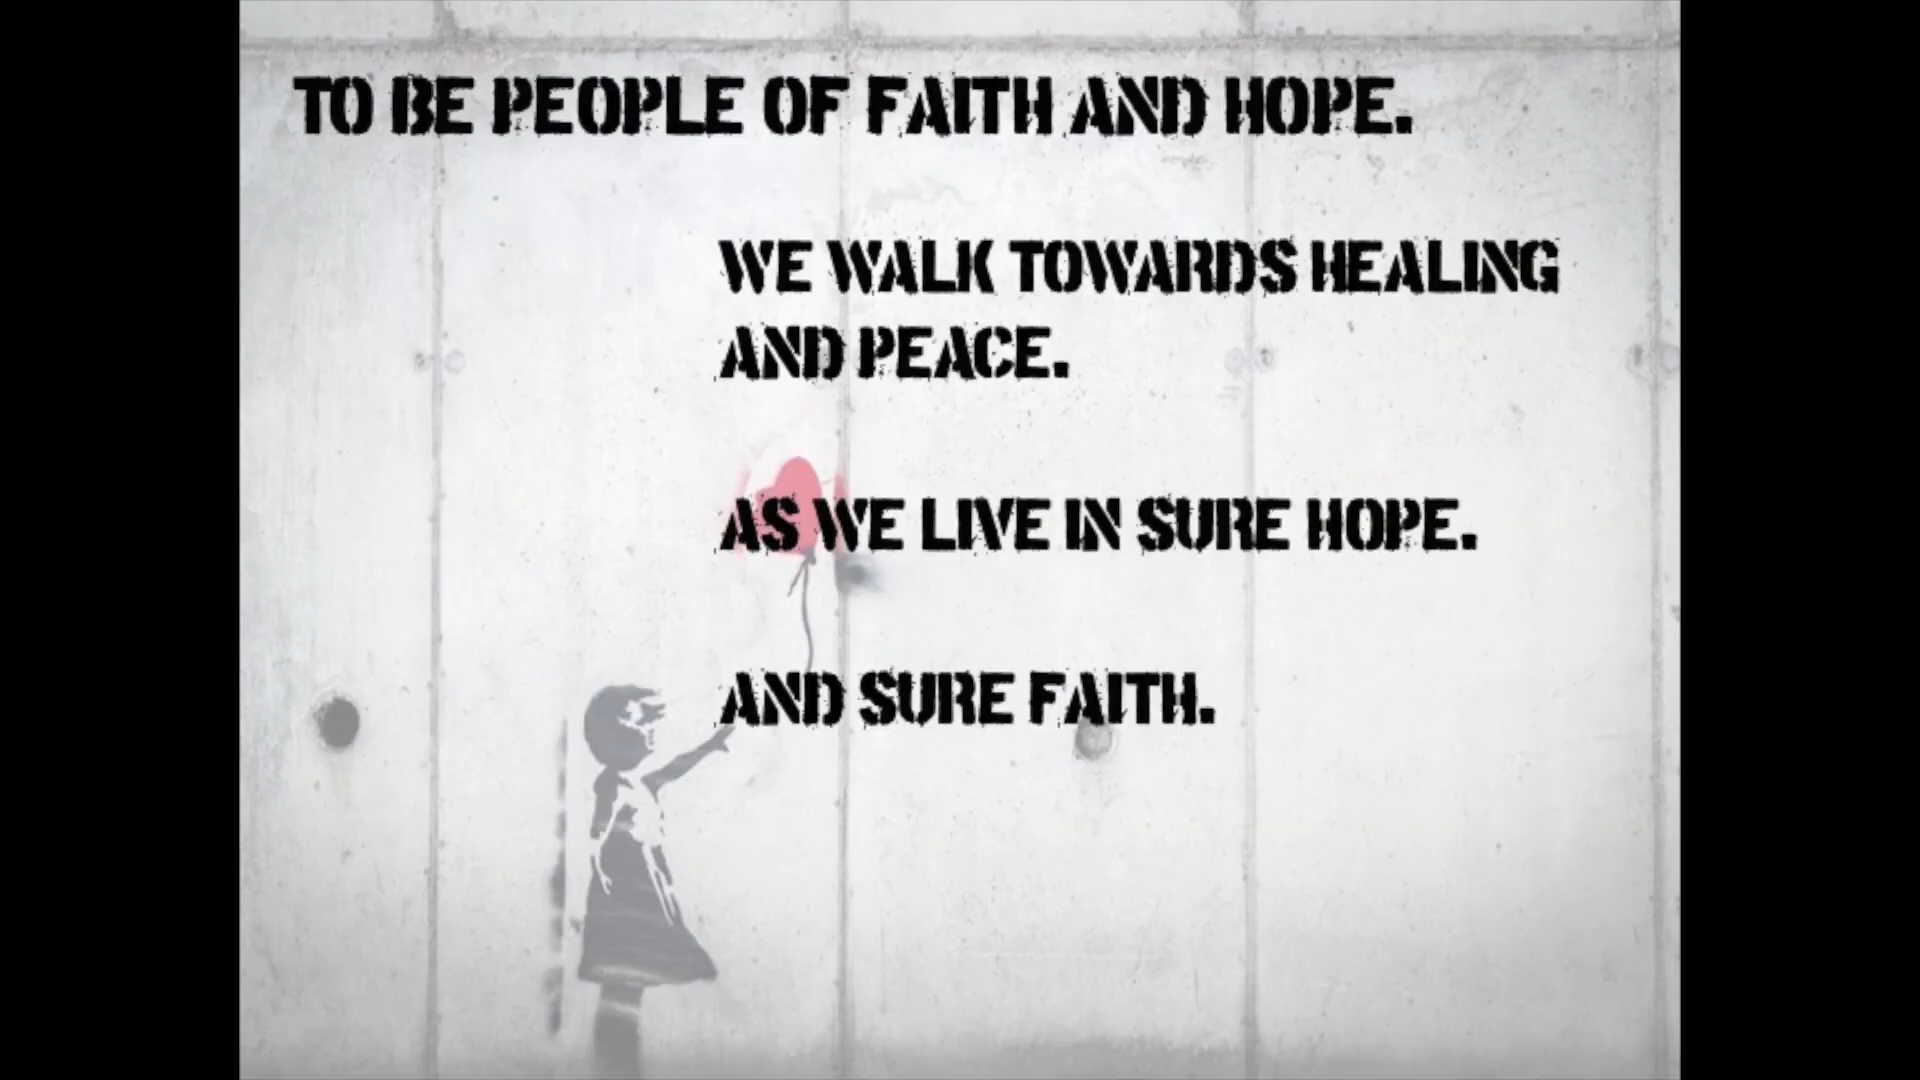 TO BE PEOPLE OF FAITH AND HOPE.
WE WALK TOWARDS HEALING
AND PEACE.
AS WE LIVE IN SURE HOPE.
AND SURE FAITH.